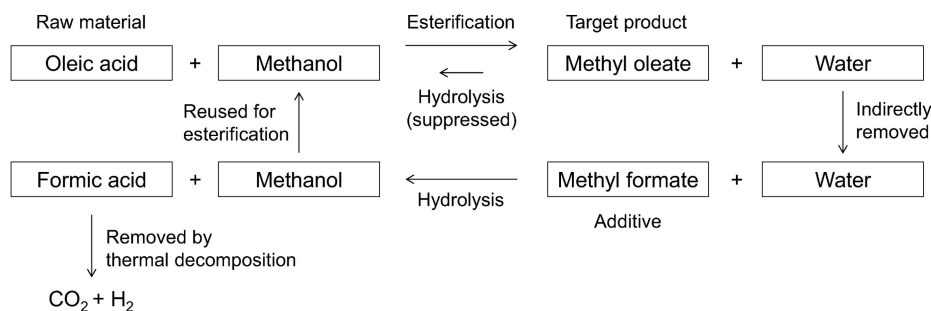 Raw material
Esterification
Target product
Oleic acid + Methanol
Methyl oleate + Water
Hydrolysis
(suppressed)
Reused for
esterification
Indirectly
removed
Formic acid + Methanol
Hydrolysis
Methyl formate + Water
Additive
Removed by
thermal decomposition
CO₂ + H₂